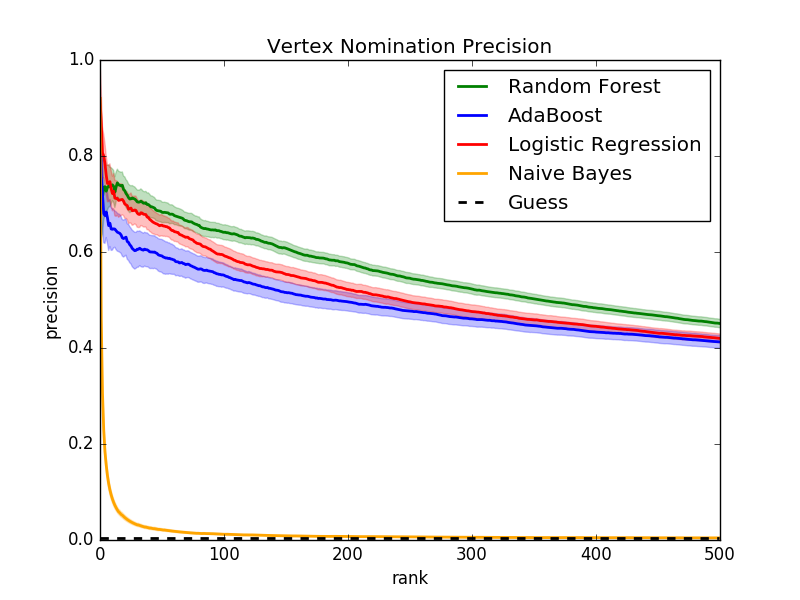 Vertex Nomination Precision
1.0
0.8
0.6
0.4
0.2
0.0
precision
Random Forest
AdaBoost
Logistic Regression
Naive Bayes
Guess
0
100
200
300
400
500
rank